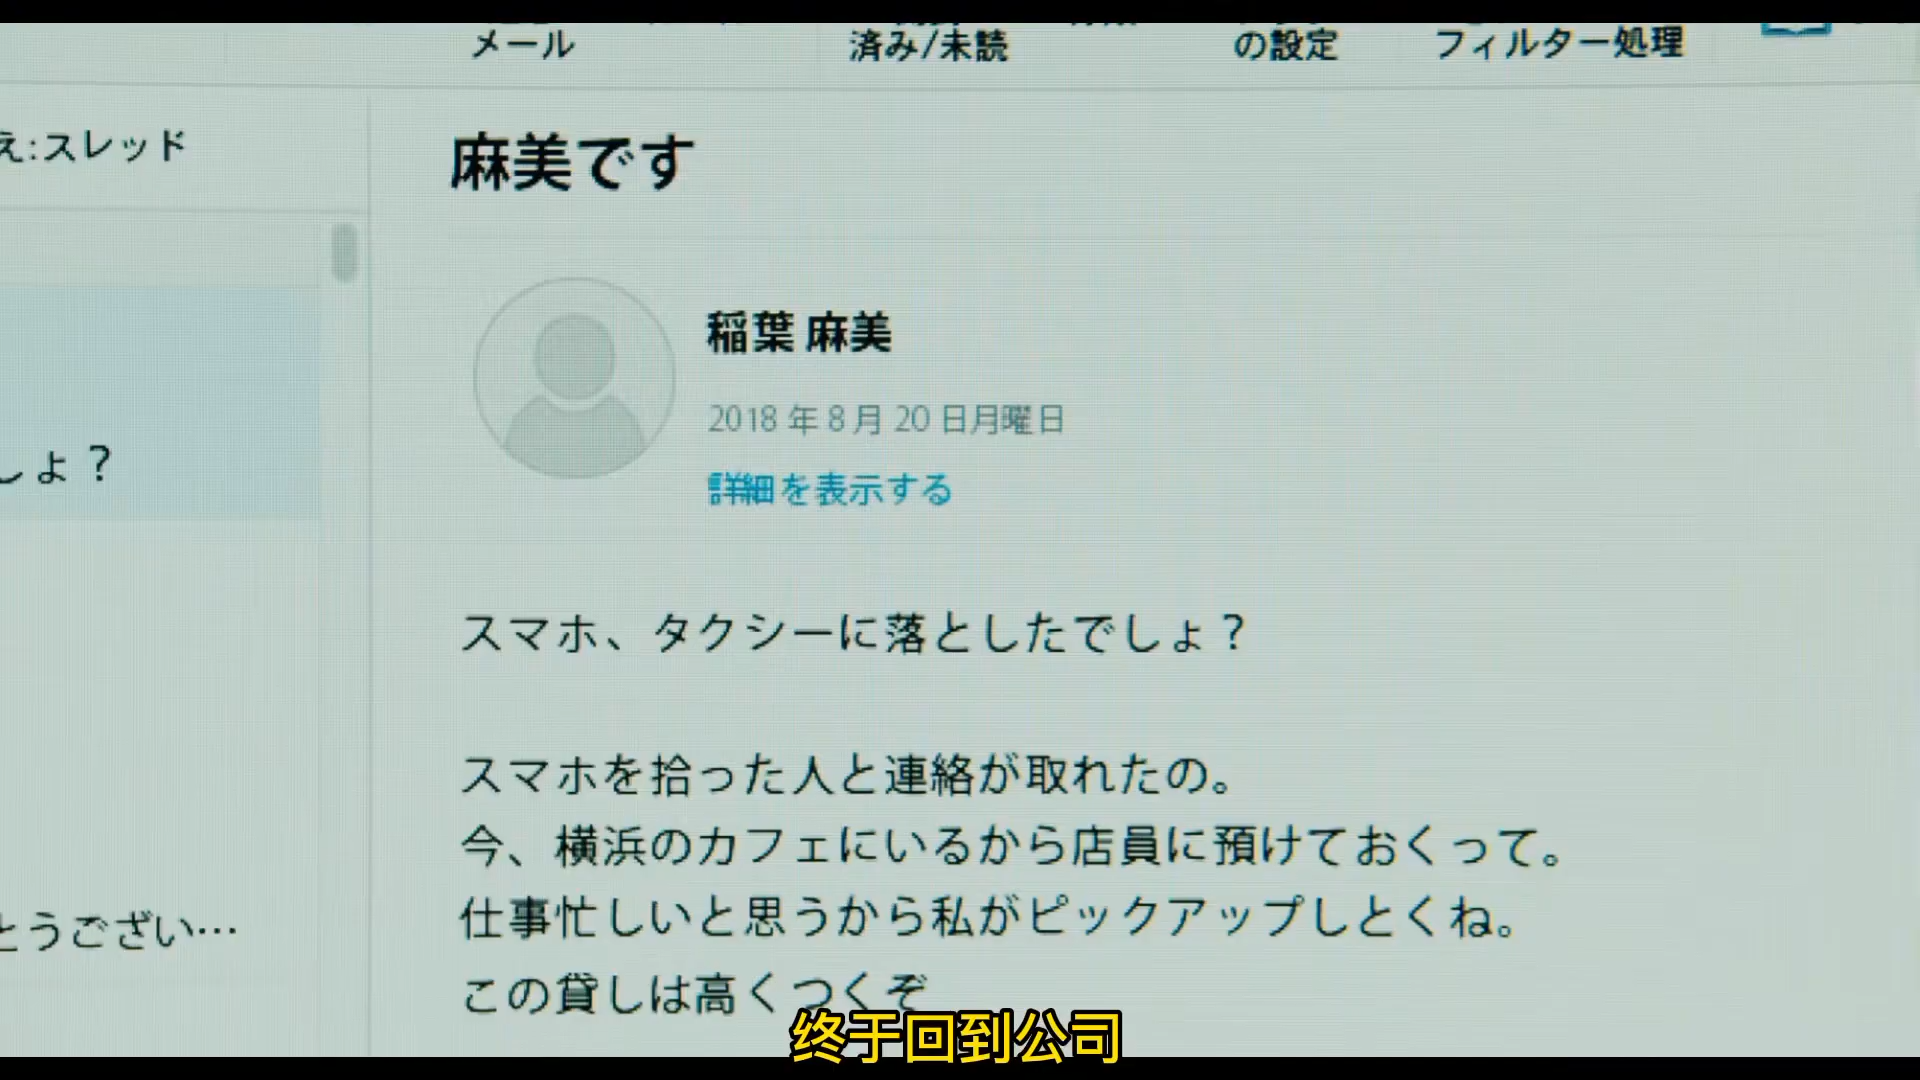 メール
済み/未読
の設定
フィルター処理
え:スレッド
麻美です
稲葉 麻美
2018 年 8 月 20 日月曜日
詳細を表示する
しょ？
スマホ、タクシーに落としたでしょ？
スマホを拾った人と連絡が取れたの。
今、横浜のカフェにいるから店員に預けておくって。
仕事忙しいと思うから私がピックアップしとくね。
とうござい…
この貸しは高くつくぞ
终于回到公司